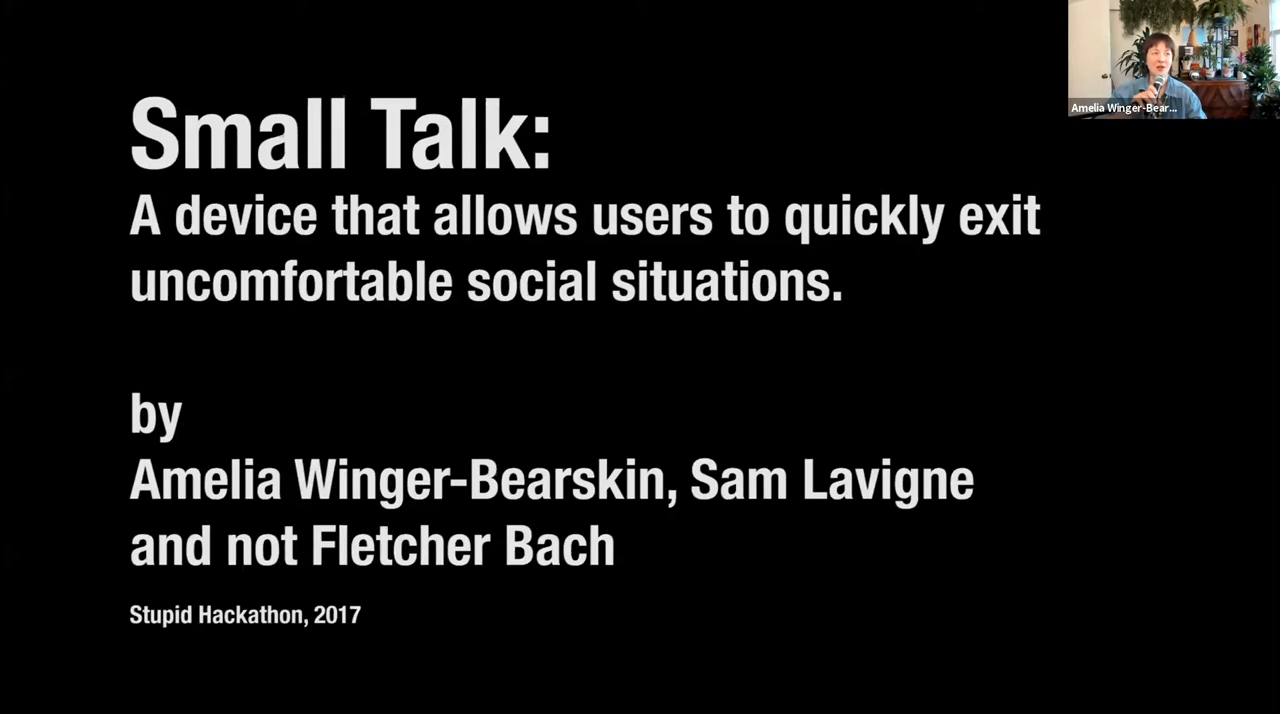 Small Talk:
A device that allows users to quickly exit
uncomfortable social situations.
by
Amelia Winger-Bearskin, Sam Lavigne
and not Fletcher Bach
Stupid Hackathon, 2017
Amelia Winger-Bear...